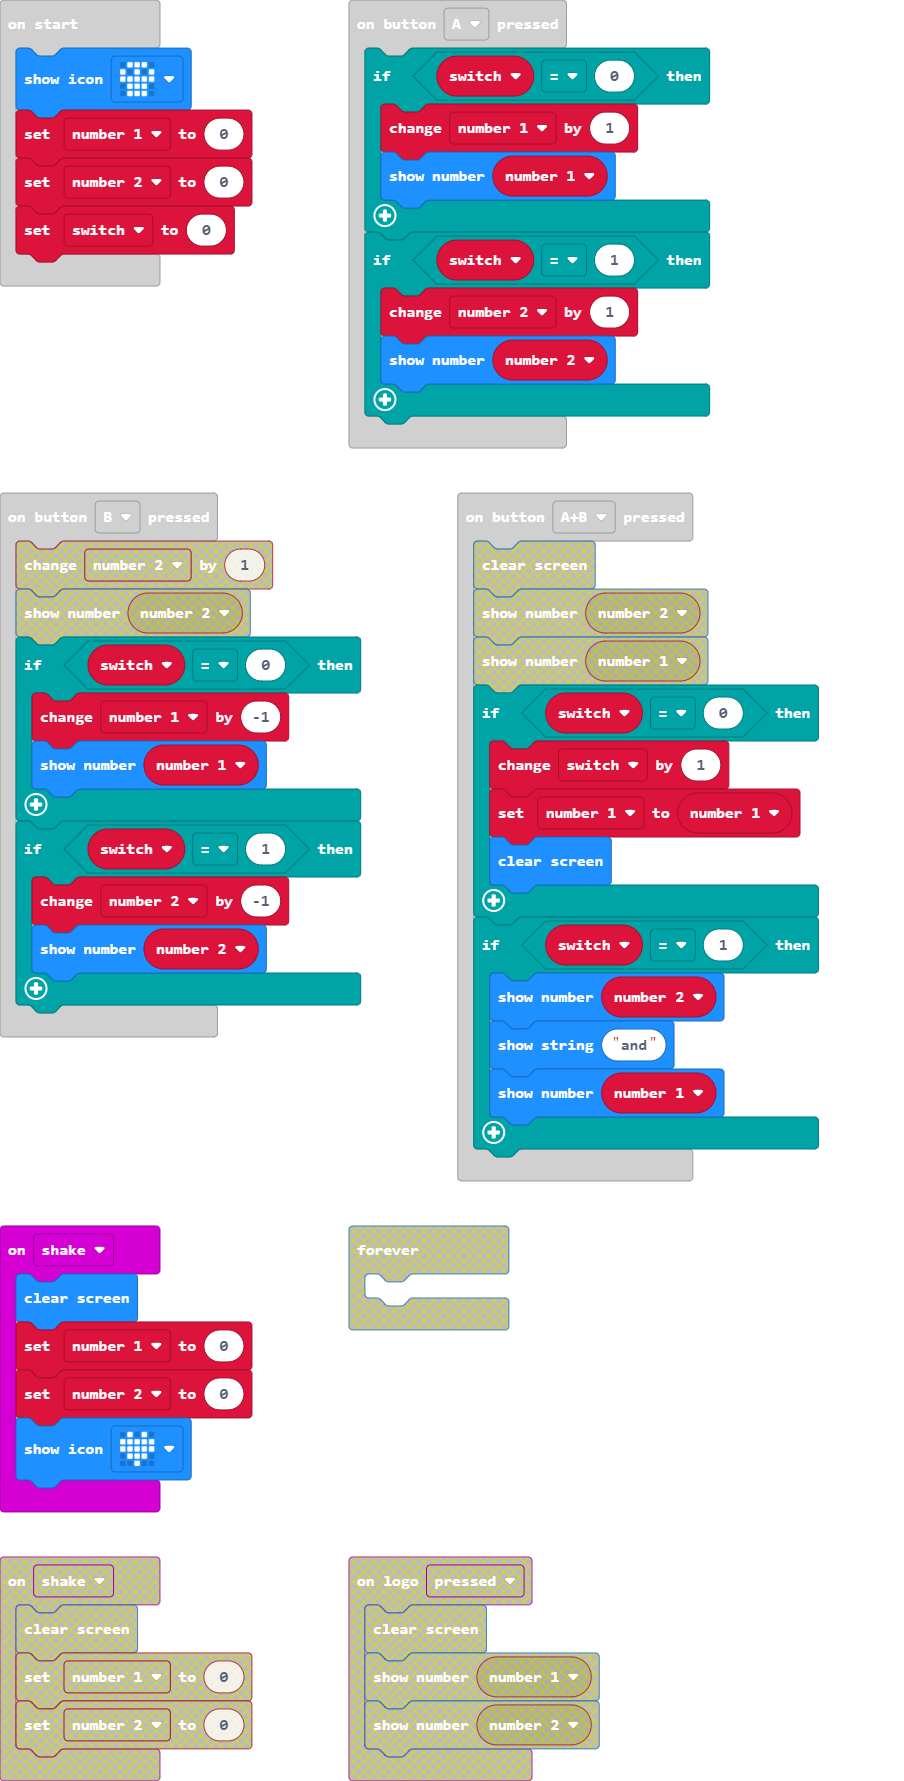 on start
show icon
set number 1 to 0
set number 2 to 0
set switch to 0
on button A pressed
if switch = 0 then
change number 1 by 1
show number number 1
if switch = 1 then
change number 2 by 1
show number number 2
on button B pressed
change number 2 by 1
show number number 2
if switch = 0 then
change number 1 by -1
show number number 1
if switch = 1 then
change number 2 by -1
show number number 2
on button A+B pressed
clear screen
show number number 2
show number number 1
if switch = 0 then
change switch by 1
set number 1 to number 1
clear screen
if switch = 1 then
show number number 2
show string "and"
show number number 1
on shake
clear screen
set number 1 to 0
set number 2 to 0
show icon
forever
on shake
clear screen
set number 1 to 0
set number 2 to 0
on logo pressed
clear screen
show number number 1
show number number 2